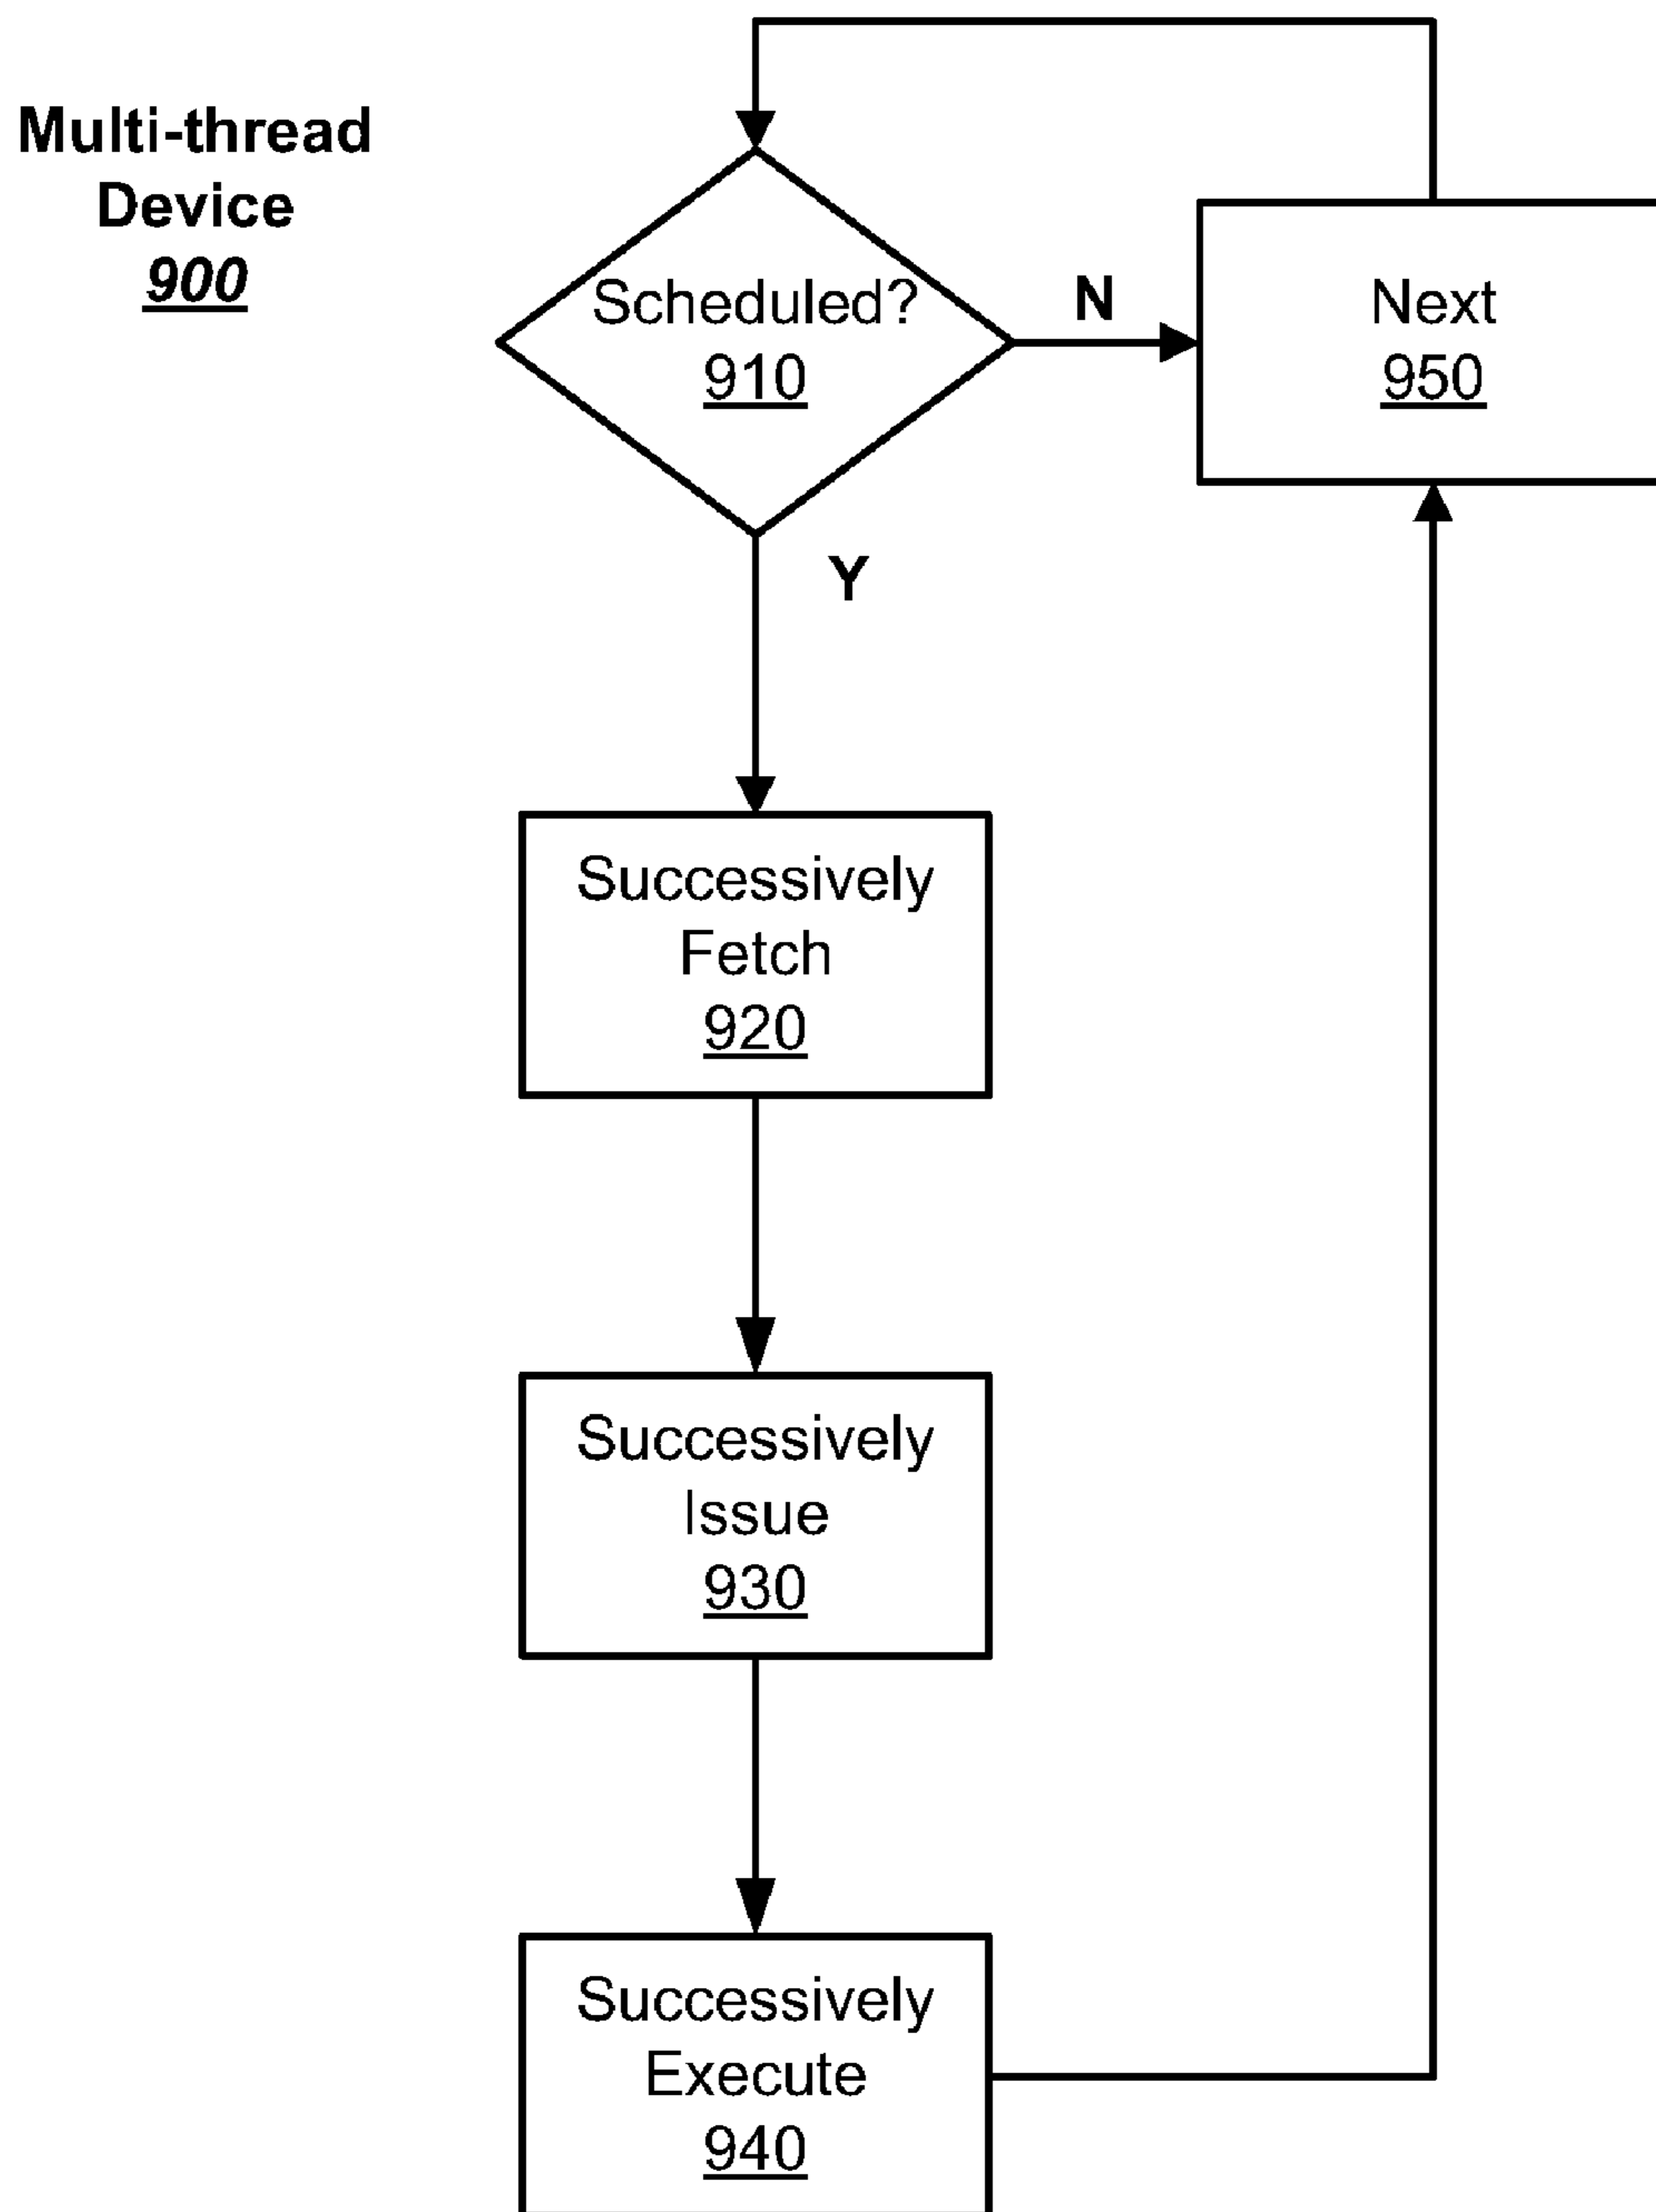 Multi-thread
Device
900
Scheduled?
910
N
Next
950
Y
Successively
Fetch
920
Successively
Issue
930
Successively
Execute
940